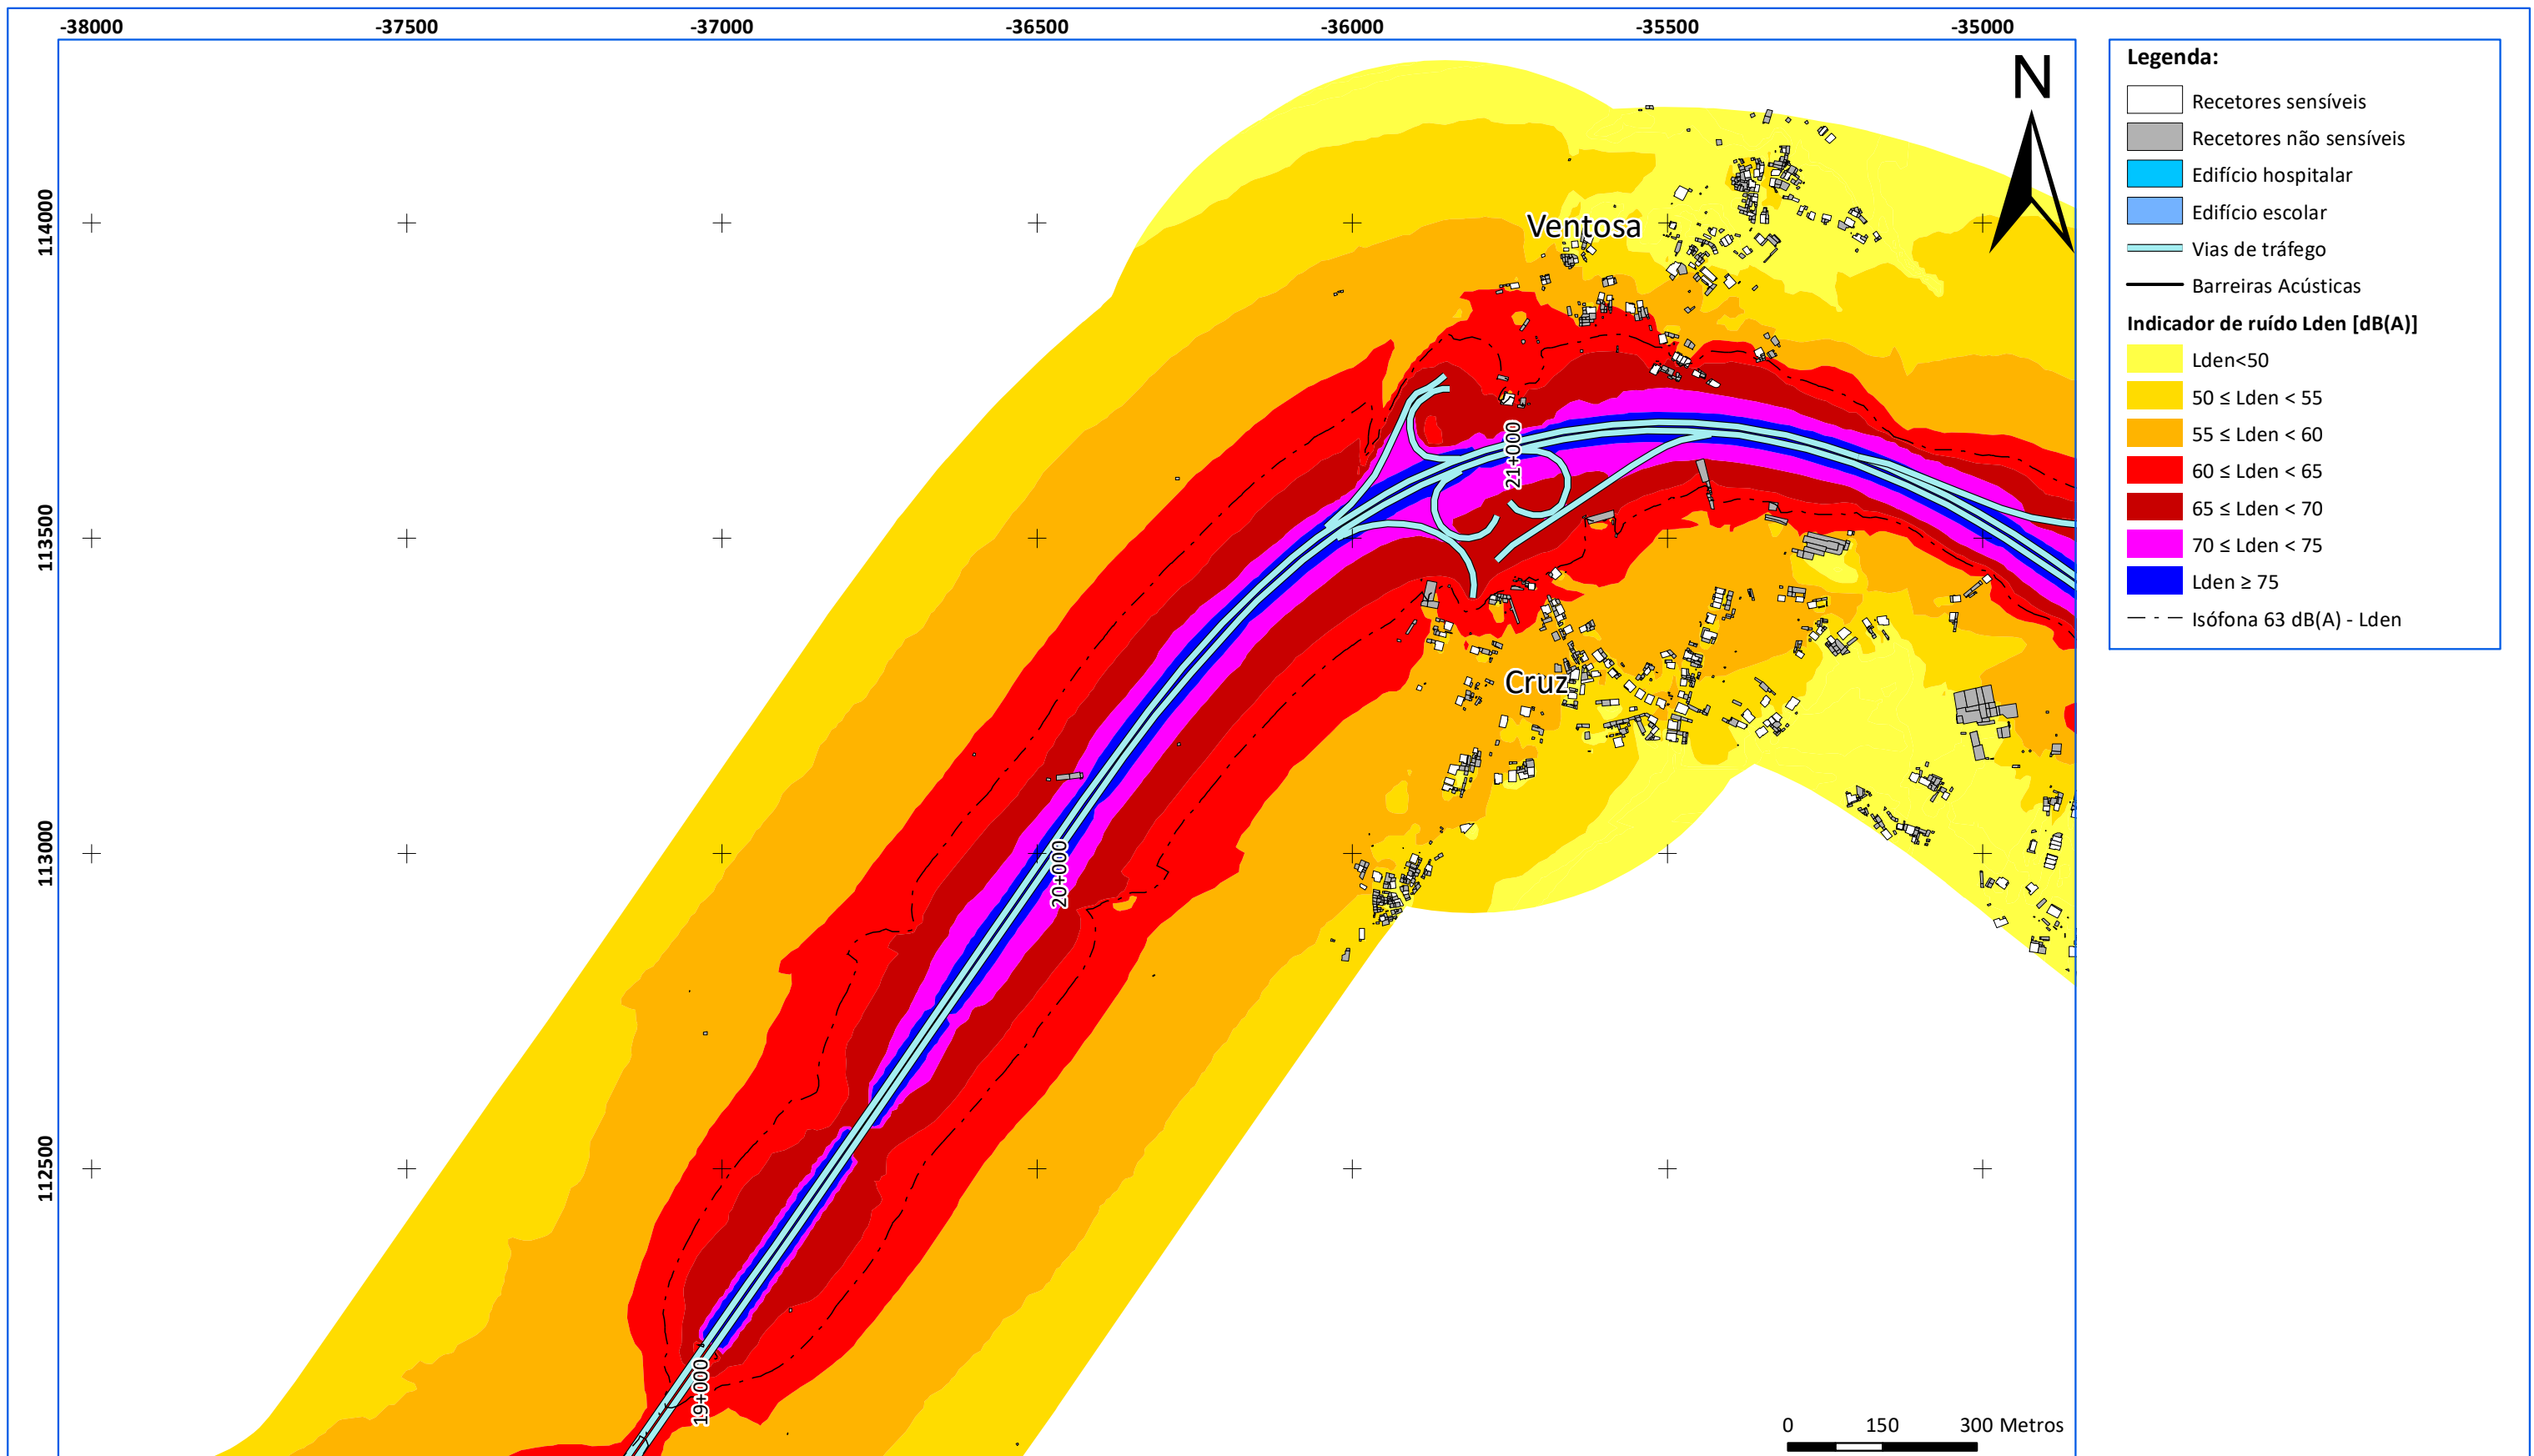 -38000 -37500 -37000 -36500 -36000 -35500 -35000
N
114000
113500
113000
112500
Ventosa
Cruz
21+000
20+000
19+000
0 150 300 Metros
Legenda:
Recetores sensíveis
Recetores não sensíveis
Edifício hospitalar
Edifício escolar
Vias de tráfego
Barreiras Acústicas
Indicador de ruído Lden [dB(A)]
Lden<50
50 ≤ Lden < 55
55 ≤ Lden < 60
60 ≤ Lden < 65
65 ≤ Lden < 70
70 ≤ Lden < 75
Lden ≥ 75
Isófona 63 dB(A) - Lden